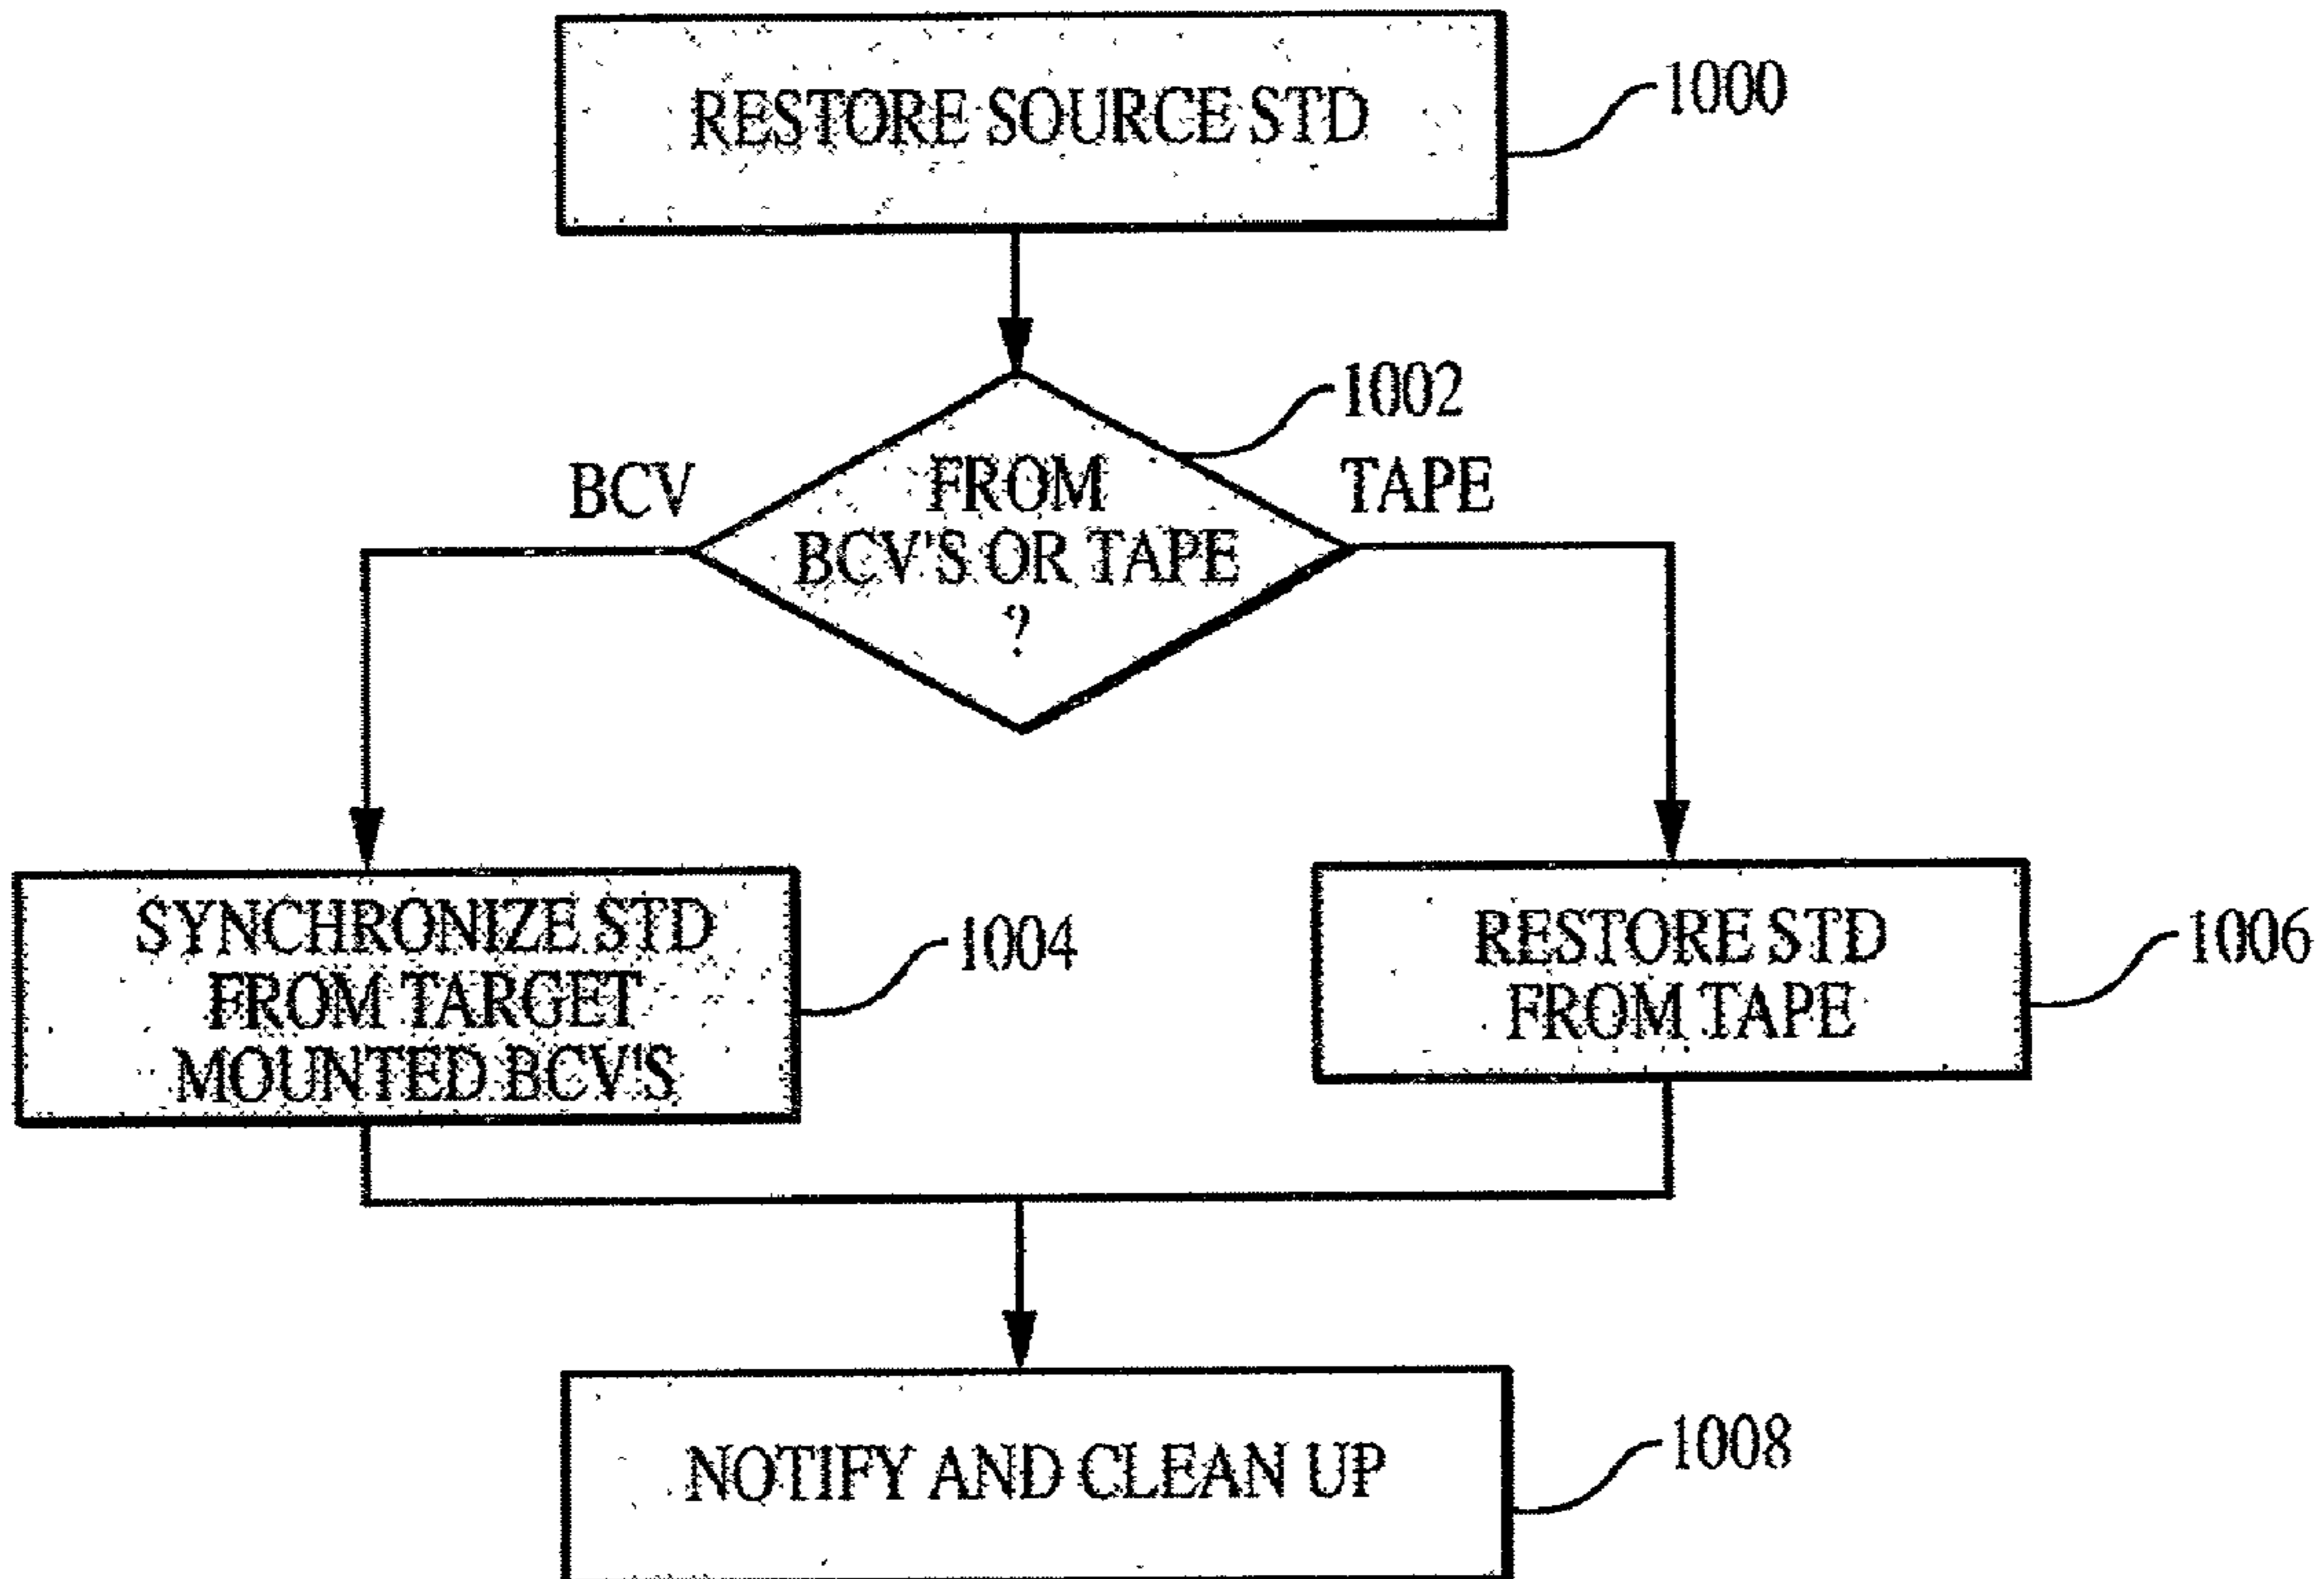 RESTORE SOURCE STD
1000
1002
BCV
FROM
BCV'S OR TAPE
?
TAPE
SYNCHRONIZE STD
FROM TARGET
MOUNTED BCV'S
1004
RESTORE STD
FROM TAPE
1006
NOTIFY AND CLEAN UP
1008